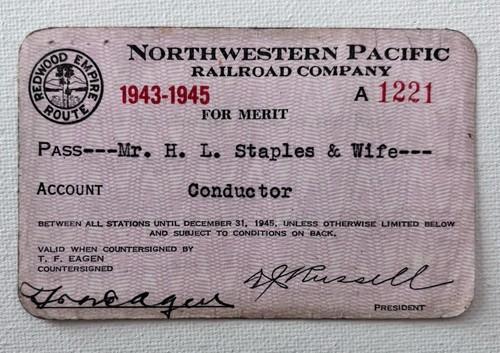 NORTHWESTERN PACIFIC
RAILROAD COMPANY
REDWOOD EMPIRE
ROUTE
1943-1945
A 1221
FOR MERIT
PASS---Mr. H. L. Staples & Wife---
ACCOUNT Conductor
BETWEEN ALL STATIONS UNTIL DECEMBER 31, 1945, UNLESS OTHERWISE LIMITED BELOW
AND SUBJECT TO CONDITIONS ON BACK.
VALID WHEN COUNTERSIGNED BY
T. F. EAGEN
COUNTERSIGNED
DJRussell
PRESIDENT